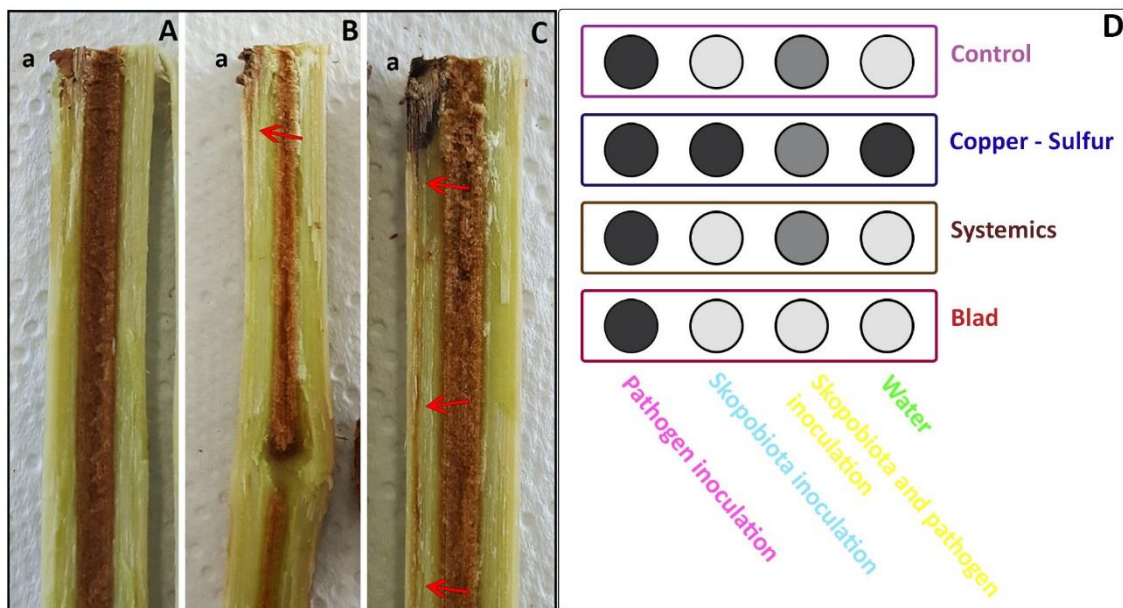 A
a
B
a
C
a
D
Control
Copper - Sulfur
Systemics
Blad
Pathogen inoculation
Skopobiota inoculation
Skopobiota and pathogen
inoculation
Water